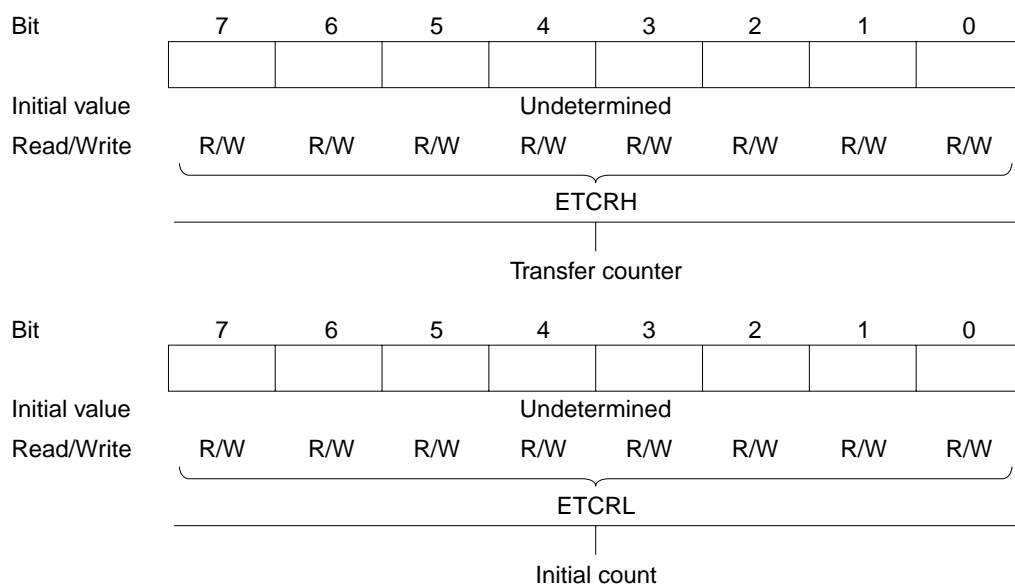 Bit 7 6 5 4 3 2 1 0
Initial value Undetermined
Read/Write R/W R/W R/W R/W R/W R/W R/W R/W
ETCRH
Transfer counter
Bit 7 6 5 4 3 2 1 0
Initial value Undetermined
Read/Write R/W R/W R/W R/W R/W R/W R/W R/W
ETCRL
Initial count